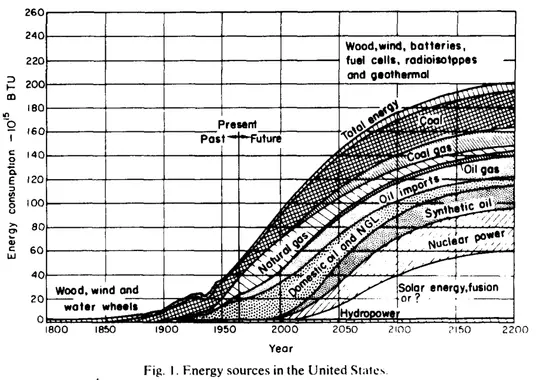 260
240
220
200
180
160
140
120
100
80
60
40
20
0
Energy consumption – 10¹⁵ BTU
Wood,wind, batteries,
fuel cells, radioisotppes
and geothermal
Present
Past Future
Total energy
Coal
Coal gas
Oil gas
Oil imports
Natural gas
Synthetic oil
Domestic oil and NGL
Nuclear power
Wood, wind and
water wheels
Solar energy,fusion
or ?
Hydropower
1800 1850 1900 1950 2000 2050 2100 2150 2200
Year
Fig. 1. Energy sources in the United States.